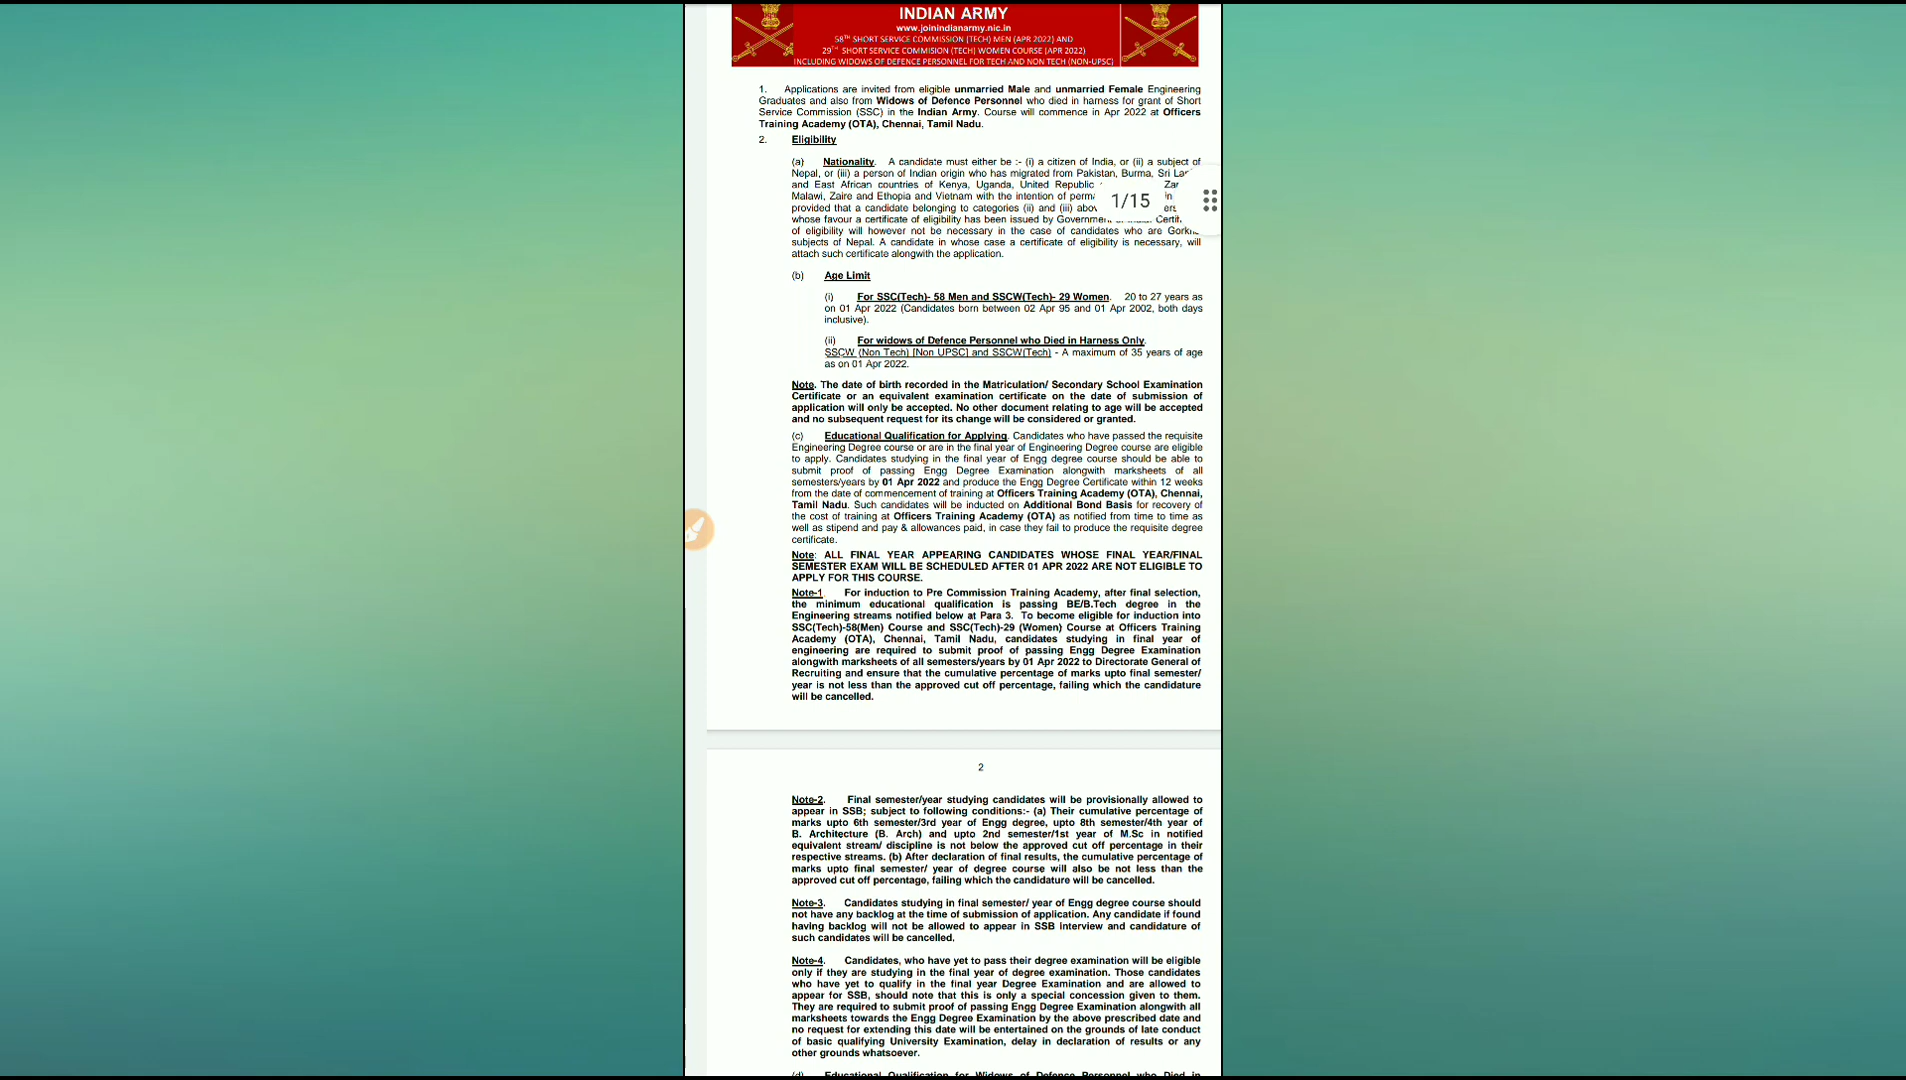 INDIAN ARMY
www.joinindianarmy.nic.in
58TH SHORT SERVICE COMMISSION (TECH) MEN (APR 2022) AND
29TH SHORT SERVICE COMMISION (TECH) WOMEN COURSE (APR 2022)
INCLUDING WIDOWS OF DEFENCE PERSONNEL FOR TECH AND NON TECH (NON-UPSC)
1. Applications are invited from eligible unmarried Male and unmarried Female Engineering
Graduates and also from Widows of Defence Personnel who died in harness for grant of Short
Service Commission (SSC) in the Indian Army. Course will commence in Apr 2022 at Officers
Training Academy (OTA), Chennai, Tamil Nadu.
2. Eligibility
(a) Nationality. A candidate must either be :- (i) a citizen of India, or (ii) a subject of
Nepal, or (iii) a person of Indian origin who has migrated from Pakistan, Burma, Sri
and East African countries of Kenya, Uganda, United Republic
Malawi, Zaire and Ethopia and Vietnam with the intention of
1/15
provided that a candidate belonging to categories (ii) and (iii)
whose favour a certificate of eligibility has been issued by
of eligibility will however not be necessary in the case of candidates who are
subjects of Nepal. A candidate in whose case a certificate of eligibility is necessary, will
attach such certificate alongwith the application.
(b) Age Limit
(i) For SSC(Tech)- 58 Men and SSCW(Tech)- 29 Women. 20 to 27 years as
on 01 Apr 2022 (Candidates born between 02 Apr 95 and 01 Apr 2002, both days
inclusive).
(ii) For widows of Defence Personnel who Died in Harness Only.
SSCW (Non Tech) [Non UPSC] and SSCW(Tech) - A maximum of 35 years of age
as on 01 Apr 2022.
Note. The date of birth recorded in the Matriculation/ Secondary School Examination
Certificate or an equivalent examination certificate on the date of submission of
application will only be accepted. No other document relating to age will be accepted
and no subsequent request for its change will be considered or granted.
(c) Educational Qualification for Applying. Candidates who have passed the requisite
Engineering Degree course or are in the final year of Engineering Degree course are eligible
to apply. Candidates studying in the final year of Engg degree course should be able to
submit proof of passing Engg Degree Examination alongwith marksheets of all
semesters/years by 01 Apr 2022 and produce the Engg Degree Certificate within 12 weeks
from the date of commencement of training at Officers Training Academy (OTA), Chennai,
Tamil Nadu. Such candidates will be inducted on Additional Bond Basis for recovery of
the cost of training at Officers Training Academy (OTA) as notified from time to time as
well as stipend and pay & allowances paid, in case they fail to produce the requisite degree
certificate.
Note: ALL FINAL YEAR APPEARING CANDIDATES WHOSE FINAL YEAR/FINAL
SEMESTER EXAM WILL BE SCHEDULED AFTER 01 APR 2022 ARE NOT ELIGIBLE TO
APPLY FOR THIS COURSE.
Note-1. For induction to Pre Commission Training Academy, after final selection,
the minimum educational qualification is passing BE/B.Tech degree in the
Engineering streams notified below at Para 3. To become eligible for induction into
SSC(Tech)-58(Men) Course and SSC(Tech)-29 (Women) Course at Officers Training
Academy (OTA), Chennai, Tamil Nadu, candidates studying in final year of
engineering are required to submit proof of passing Engg Degree Examination
alongwith marksheets of all semesters/years by 01 Apr 2022 to Directorate General of
Recruiting and ensure that the cumulative percentage of marks upto final semester/
year is not less than the approved cut off percentage, failing which the candidature
will be cancelled.
2
Note-2. Final semester/year studying candidates will be provisionally allowed to
appear in SSB; subject to following conditions:- (a) Their cumulative percentage of
marks upto 6th semester/3rd year of Engg degree, upto 8th semester/4th year of
B. Architecture (B. Arch) and upto 2nd semester/1st year of M.Sc in notified
equivalent stream/ discipline is not below the approved cut off percentage in their
respective streams. (b) After declaration of final results, the cumulative percentage of
marks upto final semester/ year of degree course will also be not less than the
approved cut off percentage, failing which the candidature will be cancelled.
Note-3. Candidates studying in final semester/ year of Engg degree course should
not have any backlog at the time of submission of application. Any candidate if found
having backlog will not be allowed to appear in SSB interview and candidature of
such candidates will be cancelled.
Note-4. Candidates, who have yet to pass their degree examination will be eligible
only if they are studying in the final year of degree examination. Those candidates
who have yet to qualify in the final year Degree Examination and are allowed to
appear for SSB, should note that this is only a special concession given to them.
They are required to submit proof of passing Engg Degree Examination alongwith all
marksheets towards the Engg Degree Examination by the above prescribed date and
no request for extending this date will be entertained on the grounds of late conduct
of basic qualifying University Examination, delay in declaration of results or any
other grounds whatsoever.
(d) Educational Qualification for Widows of Defence Personnel who Died in